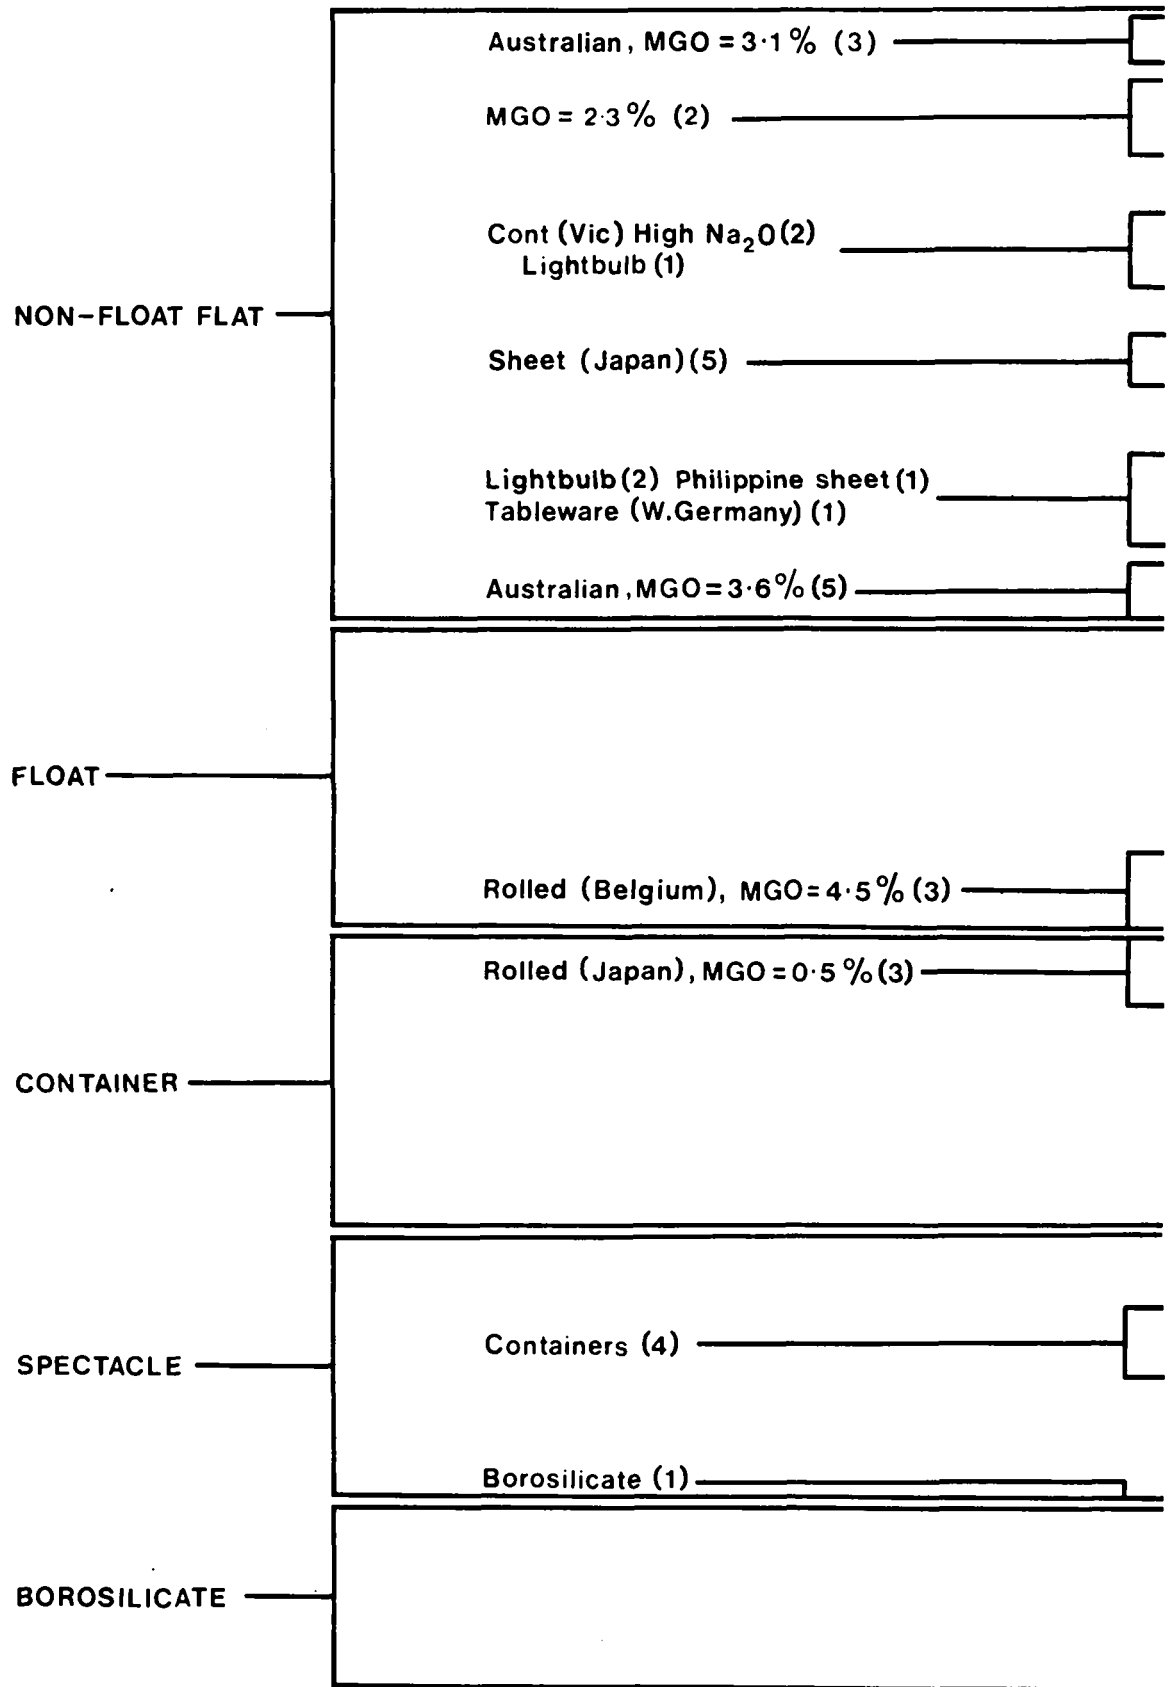 Australian, MGO = 3·1% (3)
MGO = 2·3% (2)
Cont (Vic) High Na₂O (2)
Lightbulb (1)
NON-FLOAT FLAT
Sheet (Japan) (5)
Lightbulb (2) Philippine sheet (1)
Tableware (W.Germany) (1)
Australian, MGO = 3·6% (5)
FLOAT
Rolled (Belgium), MGO = 4·5% (3)
Rolled (Japan), MGO = 0·5% (3)
CONTAINER
Containers (4)
SPECTACLE
Borosilicate (1)
BOROSILICATE